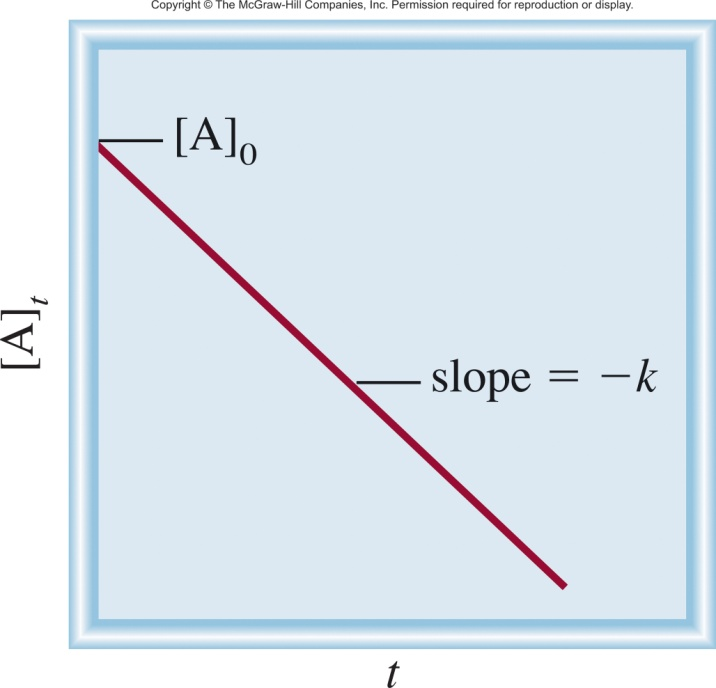 Copyright © The McGraw-Hill Companies, Inc. Permission required for reproduction or display.
[A]₀
[A]ₜ
slope = −k
t